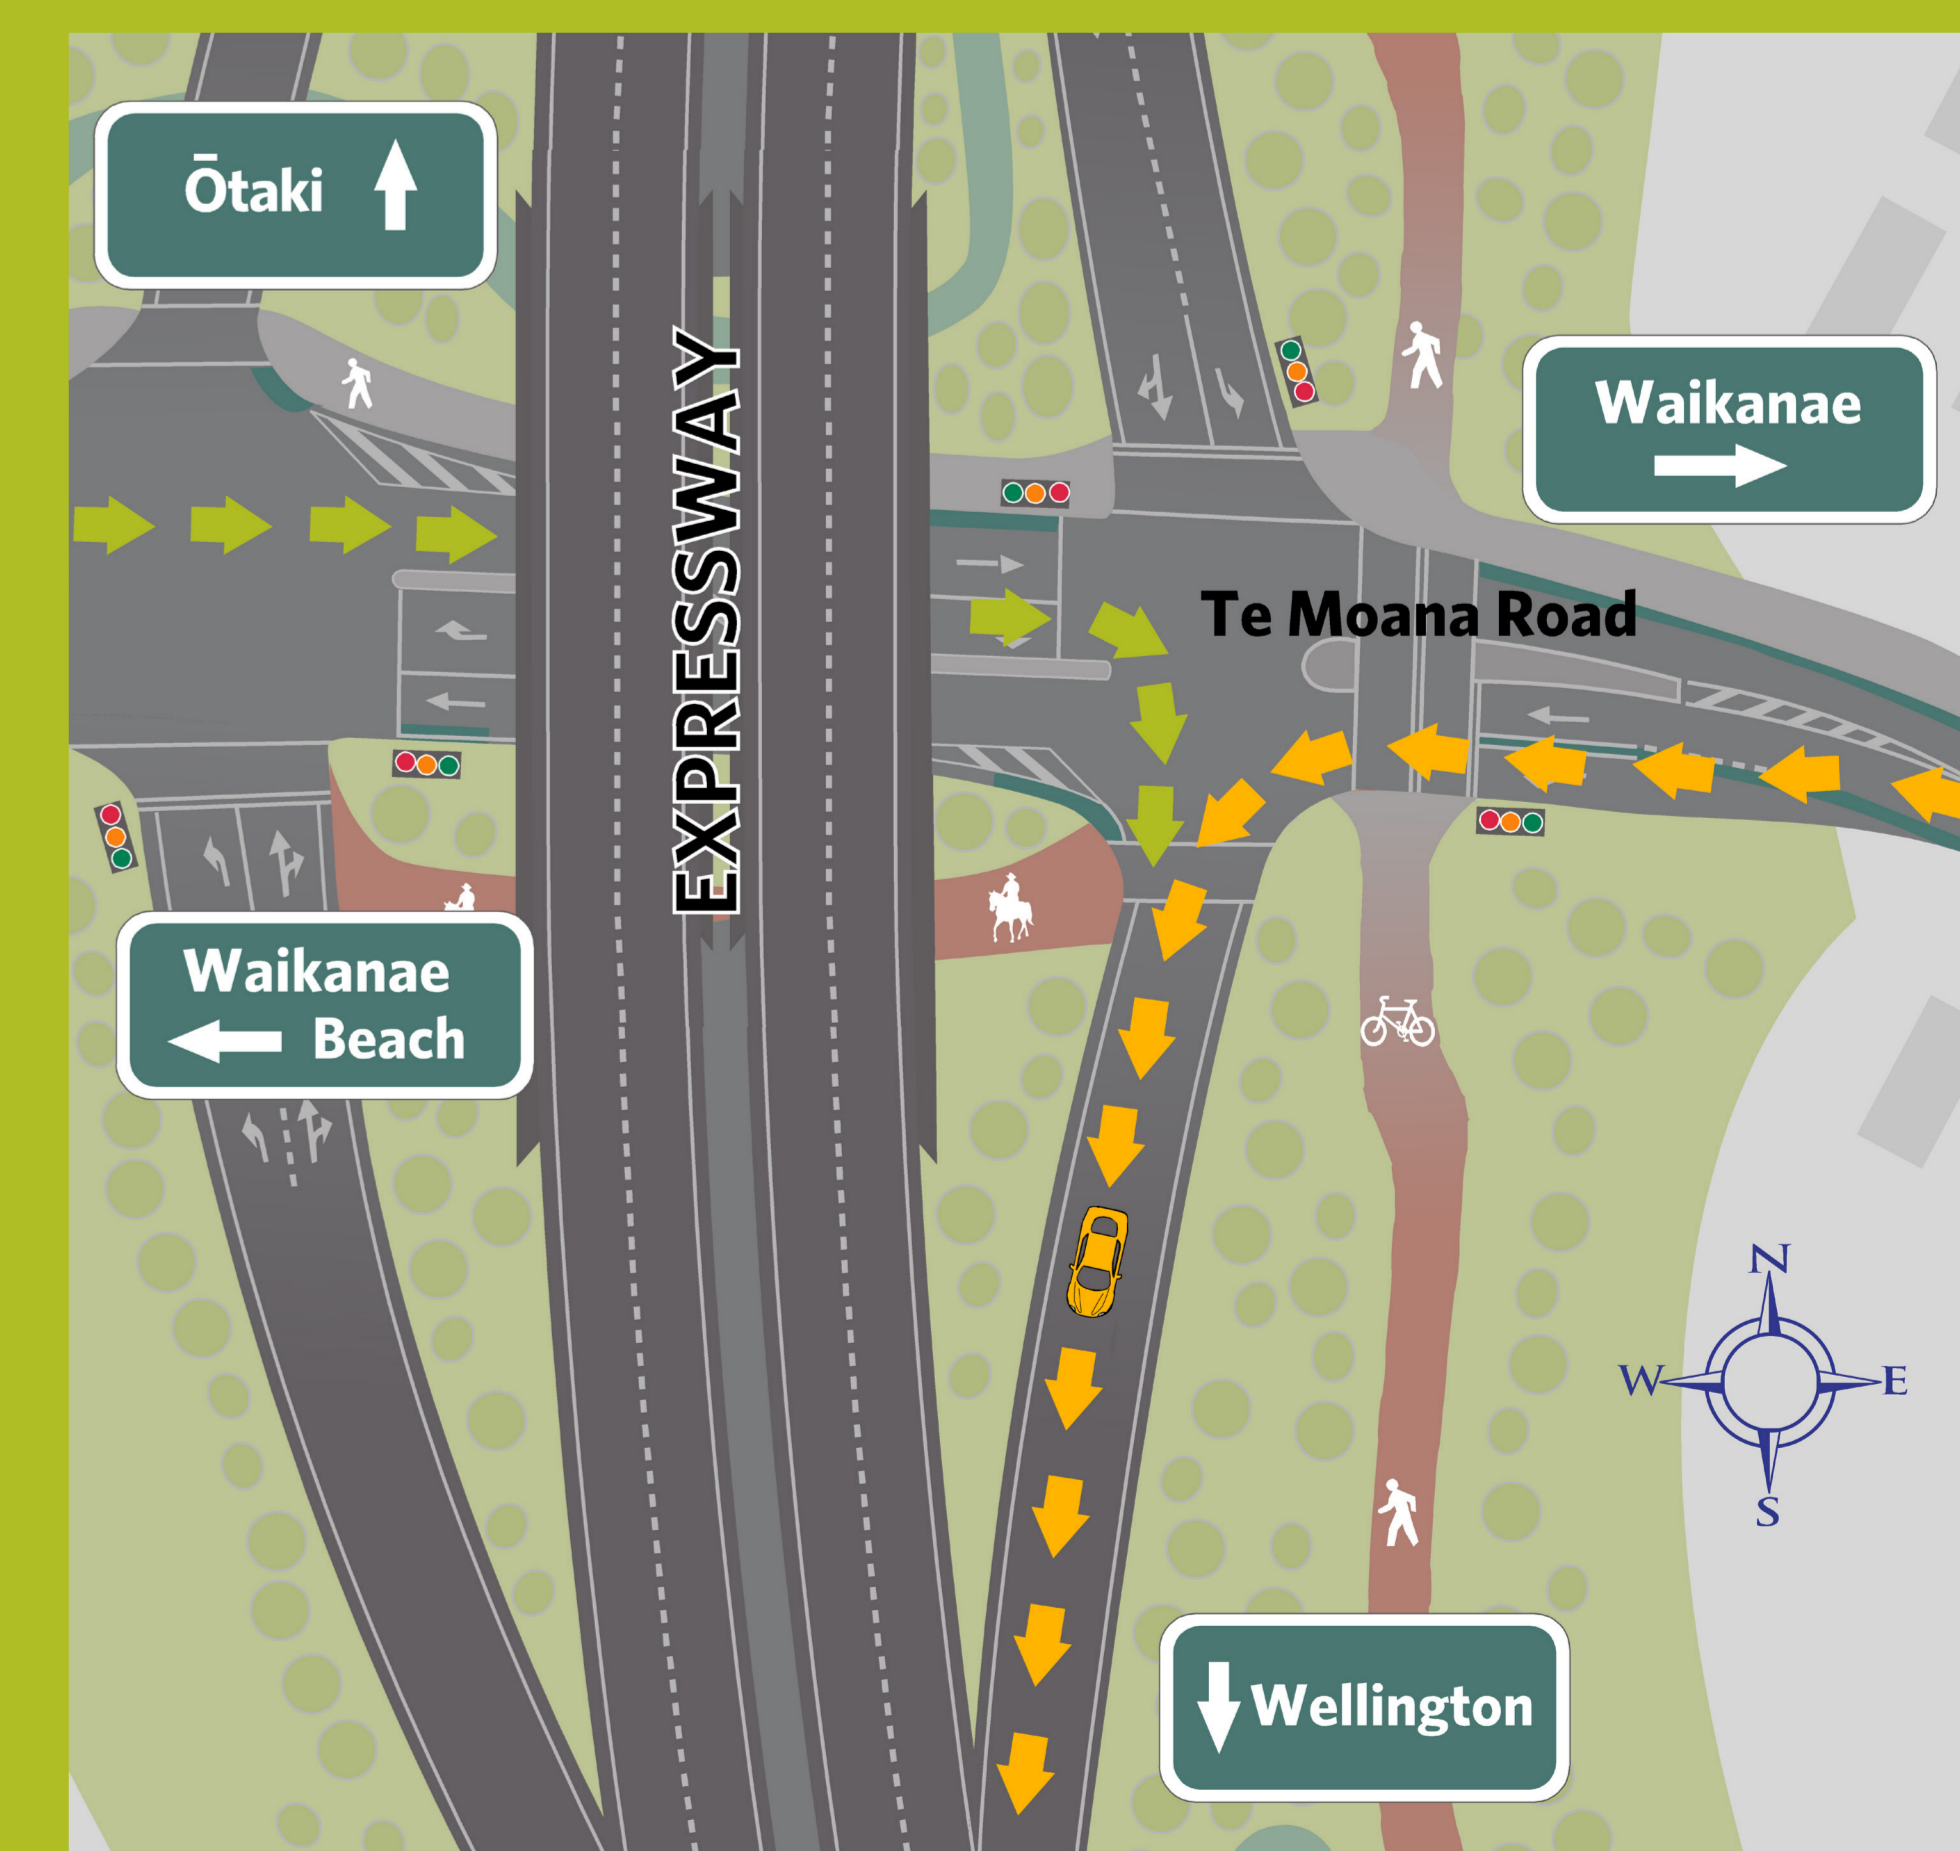 Ōtaki
Waikanae
EXPRESSWAY
Te Moana Road
Waikanae
Beach
N
W
E
S
Wellington